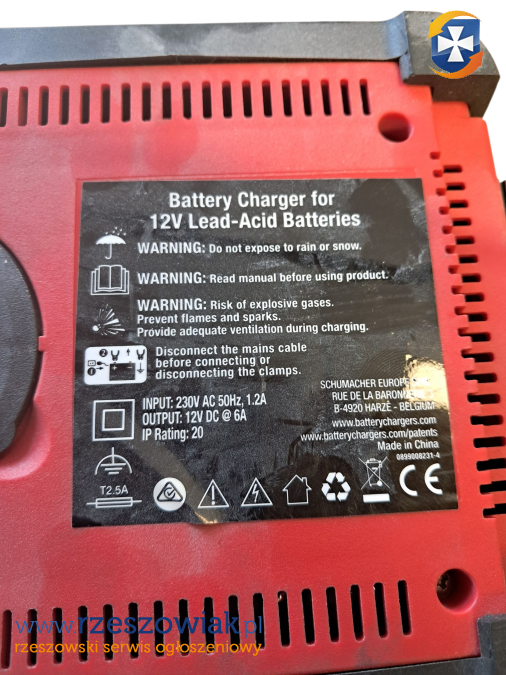 Battery Charger for
12V Lead-Acid Batteries
WARNING: Do not expose to rain or snow.
WARNING: Read manual before using product.
WARNING: Risk of explosive gases.
Prevent flames and sparks.
Provide adequate ventilation during charging.
Disconnect the mains cable
before connecting or
disconnecting the clamps.
INPUT: 230V AC 50Hz, 1.2A
OUTPUT: 12V DC @ 6A
IP Rating: 20
SCHUMACHER EUROPE
RUE DE LA
B-4920 HARZE - BELGIUM
www.batterychargers.com
www.batterychargers.com/patents
Made in China
0899008231-4
T2.5A
CE
www.rzeszowiak.pl
rzeszowski serwis ogłoszeniowy